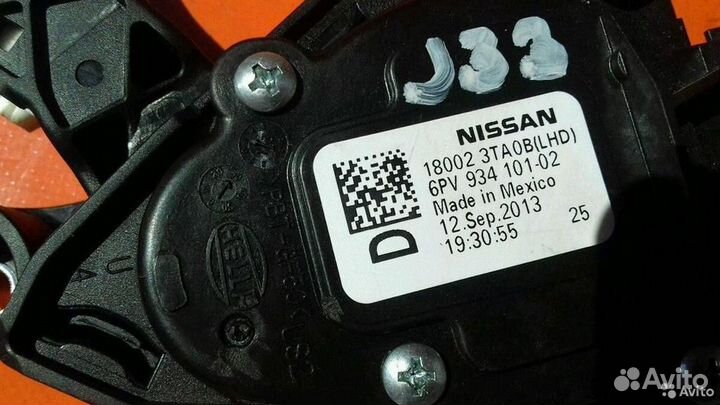 J33
NISSAN
18002 3TA0B(LHD)
6PV 934 101-02
Made in Mexico
12.Sep.2013
19:30:55 25
D
HELLA
U A
Avito
Avito